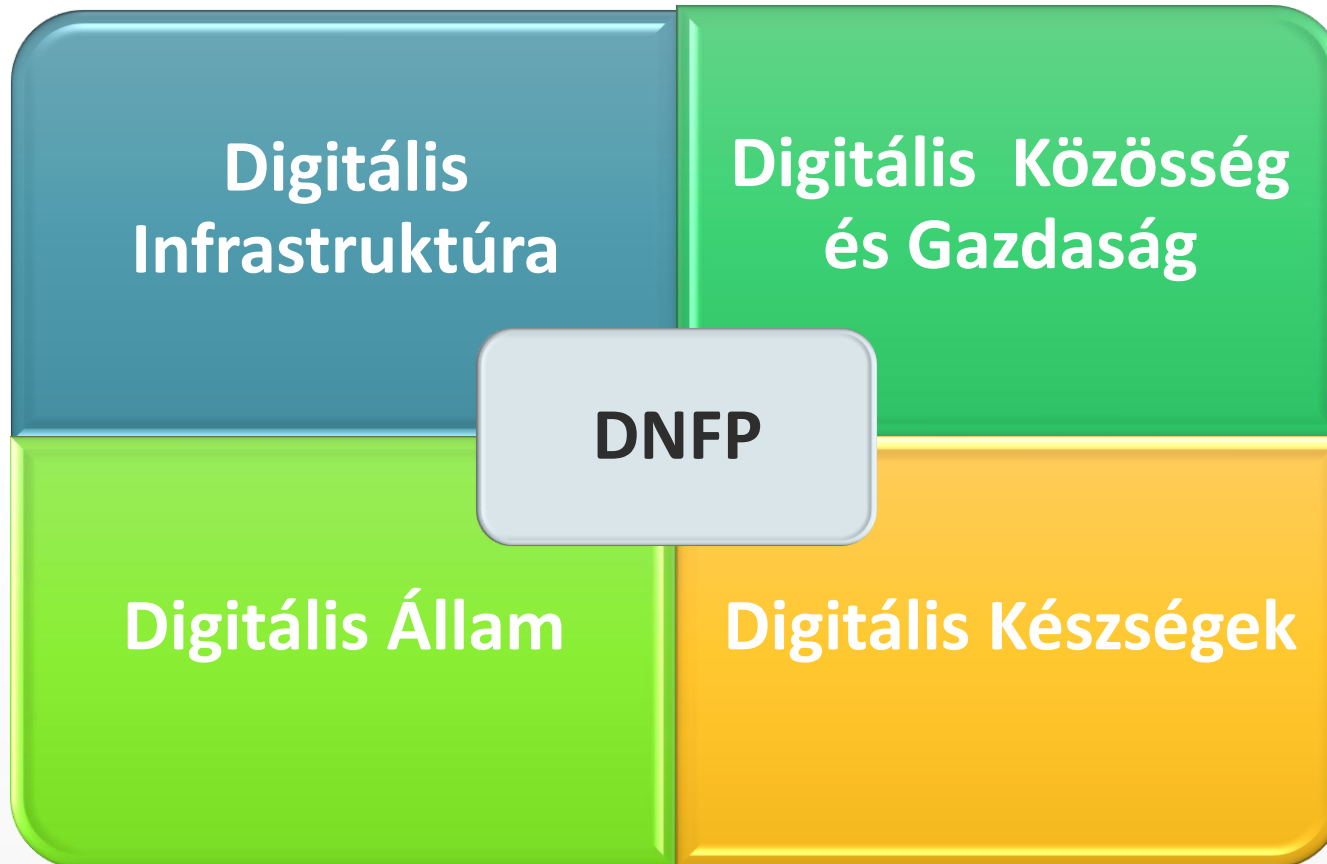 Digitális
Infrastruktúra
Digitális  Közösség
és Gazdaság
DNFP
Digitális Állam
Digitális Készségek